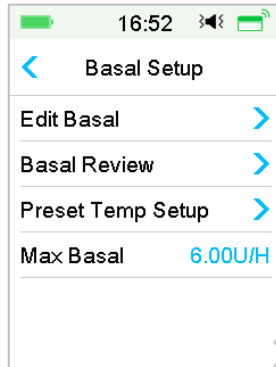 16:52
Basal Setup
Edit Basal
Basal Review
Preset Temp Setup
Max Basal 6.00U/H